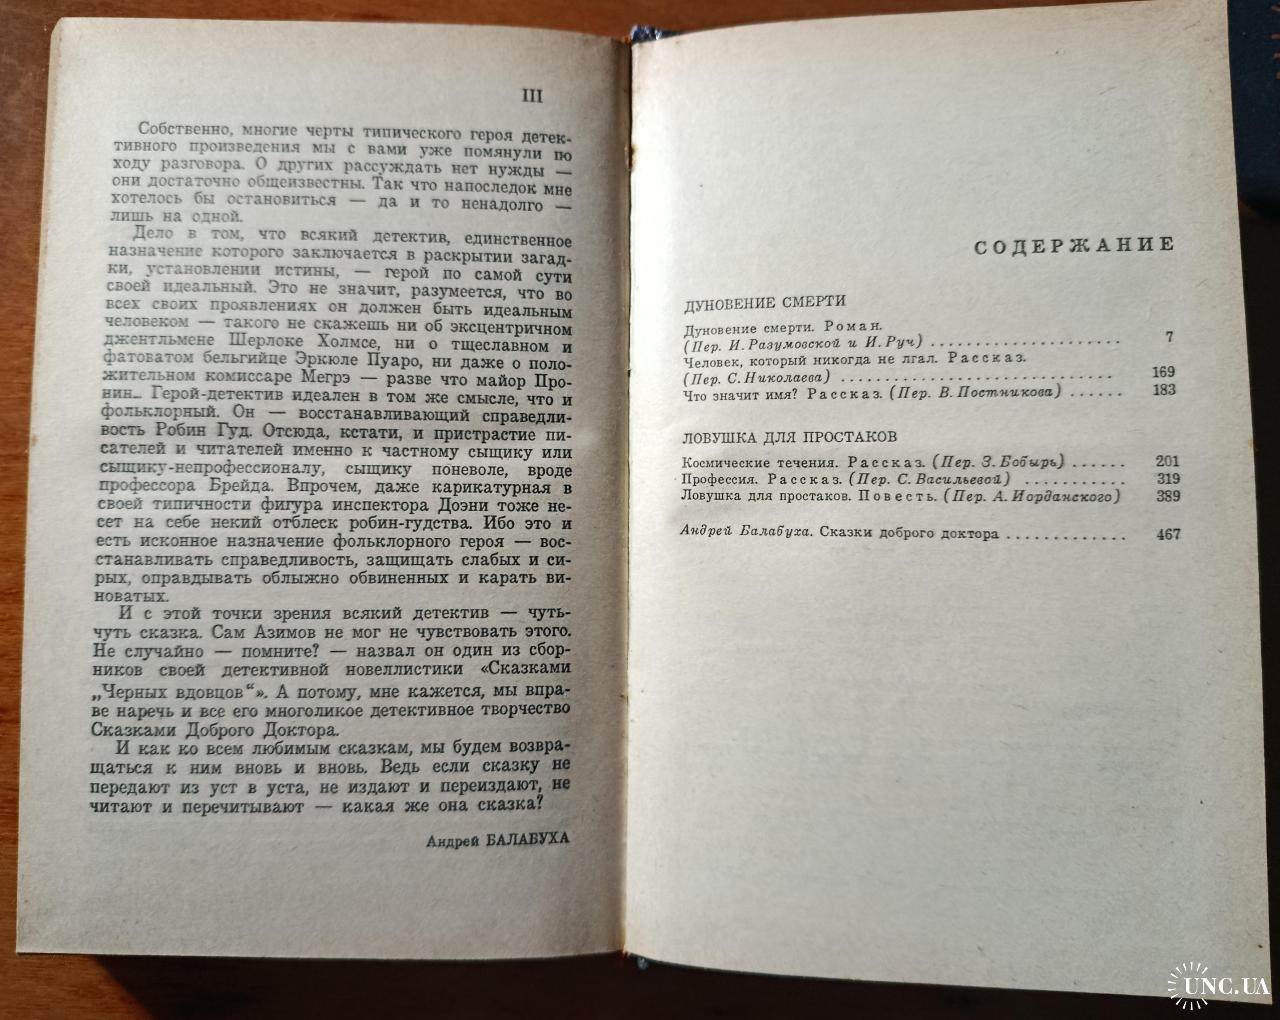 III
Собственно, многие черты типического героя детек-
тивного произведения мы с вами уже помянули по
ходу разговора. О других рассуждать нет нужды —
они достаточно общеизвестны. Так что напоследок мне
хотелось бы остановиться — да и то ненадолго —
лишь на одной.
Дело в том, что всякий детектив, единственное
назначение которого заключается в раскрытии загад-
ки, установлении истины, — герой по самой сути
своей идеальный. Это не значит, разумеется, что во
всех своих проявлениях он должен быть идеальным
человеком — такого не скажешь ни об эксцентричном
джентльмене Шерлоке Холмсе, ни о тщеславном и
фатоватом бельгийце Эркюле Пуаро, ни даже о поло-
жительном комиссаре Мегрэ — разве что майор Про-
нин... Герой-детектив идеален в том же смысле, что и
фольклорный. Он — восстанавливающий справедли-
вость Робин Гуд. Отсюда, кстати, и пристрастие пи-
сателей и читателей именно к частному сыщику или
сыщику-непрофессионалу, сыщику поневоле, вроде
профессора Брейда. Впрочем, даже карикатурная в
своей типичности фигура инспектора Доэни тоже не-
сет на себе некий отблеск робин-гудства. Ибо это и
есть исконное назначение фольклорного героя — вос-
станавливать справедливость, защищать слабых и си-
рых, оправдывать облыжно обвиненных и карать ви-
новатых.
И с этой точки зрения всякий детектив — чуть-
чуть сказка. Сам Азимов не мог не чувствовать этого.
Не случайно — помните? — назвал он один из сбор-
ников своей детективной новеллистики «Сказками
„Черных вдовцов“». А потому, мне кажется, мы впра-
ве наречь и все его многоликое детективное творчество
Сказками Доброго Доктора.
И как ко всем любимым сказкам, мы будем возвра-
щаться к ним вновь и вновь. Ведь если сказку не
передают из уст в уста, не издают и переиздают, не
читают и перечитывают — какая же она сказка?
Андрей БАЛАБУХА
СОДЕРЖАНИЕ
ДУНОВЕНИЕ СМЕРТИ
Дуновение смерти. Роман.
(Пер. И. Разумовской и И. Руч) . . . . . . . . . . . . . . . . . 7
Человек, который никогда не лгал. Рассказ.
(Пер. С. Николаева) . . . . . . . . . . . . . . . . . . . . . . . . 169
Что значит имя? Рассказ. (Пер. В. Постникова) . . . . . . 183
ЛОВУШКА ДЛЯ ПРОСТАКОВ
Космические течения. Рассказ. (Пер. З. Бобырь) . . . . . . 201
Профессия. Рассказ. (Пер. С. Васильевой) . . . . . . . . . . . 319
Ловушка для простаков. Повесть. (Пер. А. Иорданского) 389
Андрей Балабуха. Сказки доброго доктора . . . . . . . . . . . . 467
UNC.UA